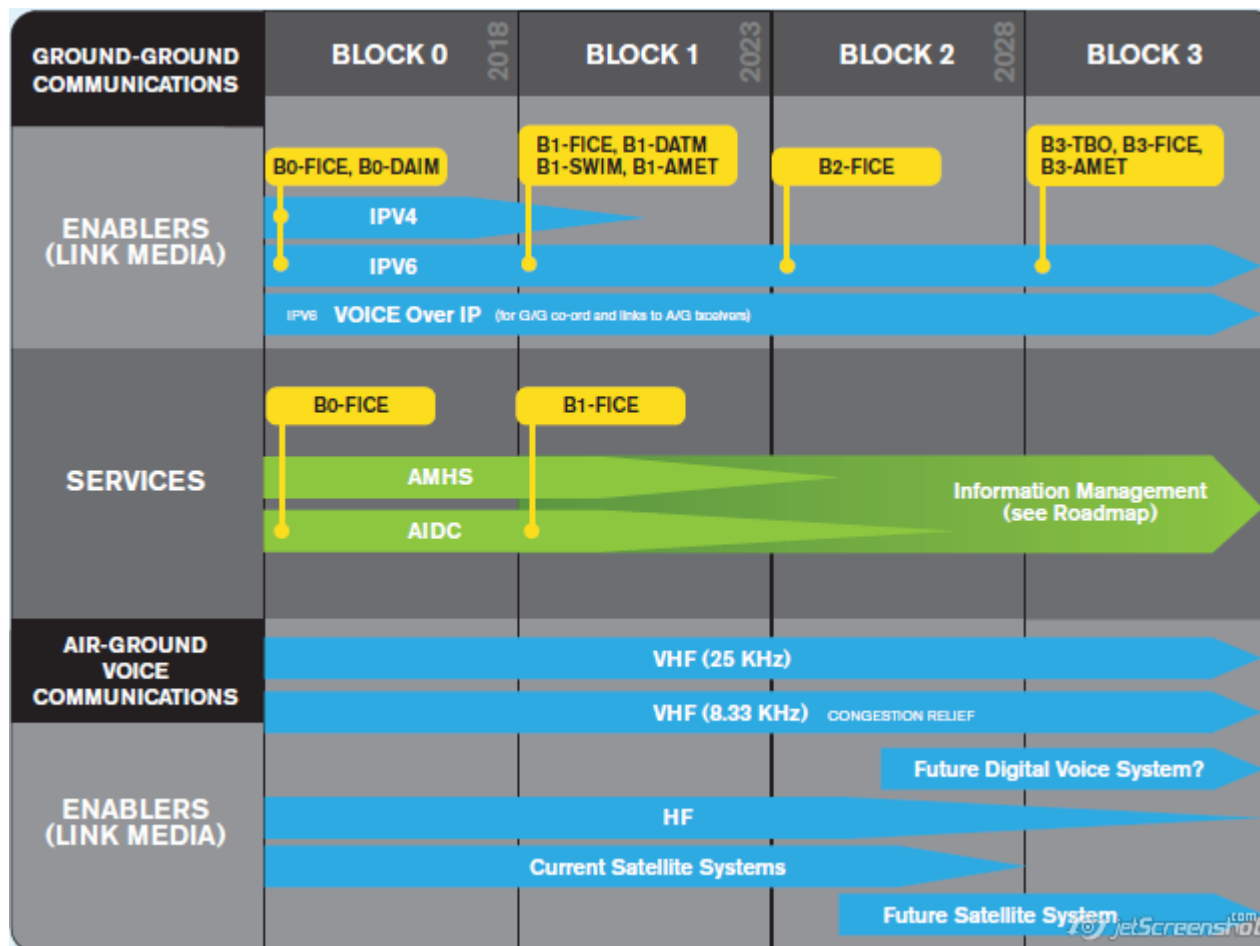 GROUND-GROUND
COMMUNICATIONS
BLOCK 0
2018
BLOCK 1
2023
BLOCK 2
2028
BLOCK 3
ENABLERS
(LINK MEDIA)
B0-FICE, B0-DAIM
B1-FICE, B1-DATM
B1-SWIM, B1-AMET
B2-FICE
B3-TBO, B3-FICE,
B3-AMET
IPV4
IPV6
IPV6 VOICE Over IP (for G/G co-ord and links to A/G txcivers)
SERVICES
B0-FICE
B1-FICE
AMHS
AIDC
Information Management
(see Roadmap)
AIR-GROUND
VOICE
COMMUNICATIONS
VHF (25 KHz)
VHF (8.33 KHz) CONGESTION RELIEF
ENABLERS
(LINK MEDIA)
Future Digital Voice System?
HF
Current Satellite Systems
Future Satellite System
jetScreenshot.com